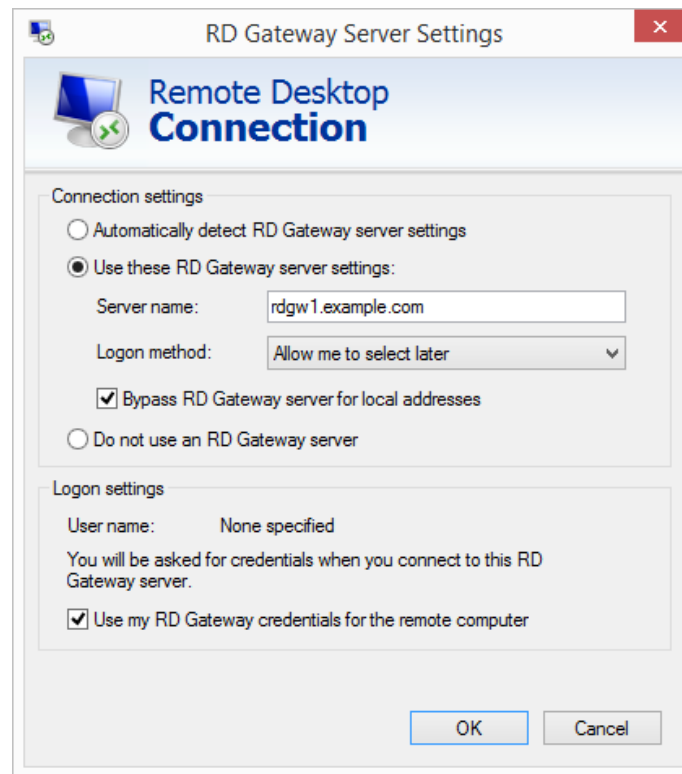 RD Gateway Server Settings
Remote Desktop
Connection
Connection settings
Automatically detect RD Gateway server settings
Use these RD Gateway server settings:
Server name: rdgw1.example.com
Logon method: Allow me to select later
Bypass RD Gateway server for local addresses
Do not use an RD Gateway server
Logon settings
User name: None specified
You will be asked for credentials when you connect to this RD
Gateway server.
Use my RD Gateway credentials for the remote computer
OK Cancel